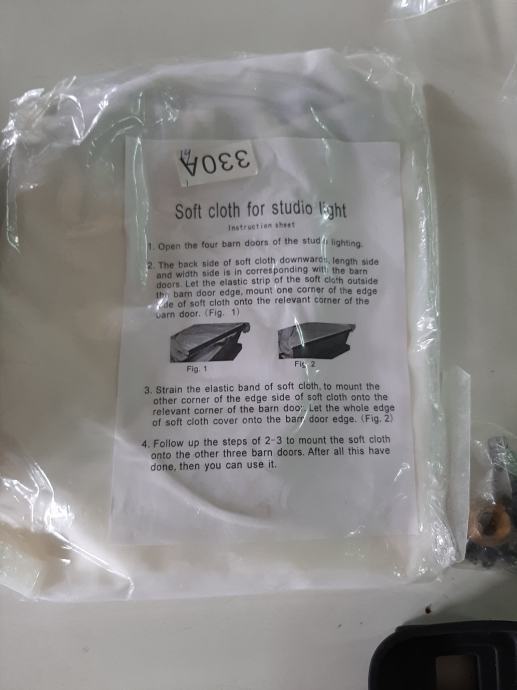 330A
Soft cloth for studio light
Instruction sheet
1. Open the four barn doors of the studio lighting.
2. The back side of soft cloth downwards, length side
and width side is in corresponding with the barn
doors. Let the elastic strip of the soft cloth outside
the barn door edge, mount one corner of the edge
side of soft cloth onto the relevant corner of the
barn door. (Fig. 1)
Fig. 1
Fig. 2
3. Strain the elastic band of soft cloth, to mount the
other corner of the edge side of soft cloth onto the
relevant corner of the barn door. Let the whole edge
of soft cloth cover onto the barn door edge. (Fig. 2)
4. Follow up the steps of 2-3 to mount the soft cloth
onto the other three barn doors. After all this have
done, then you can use it.